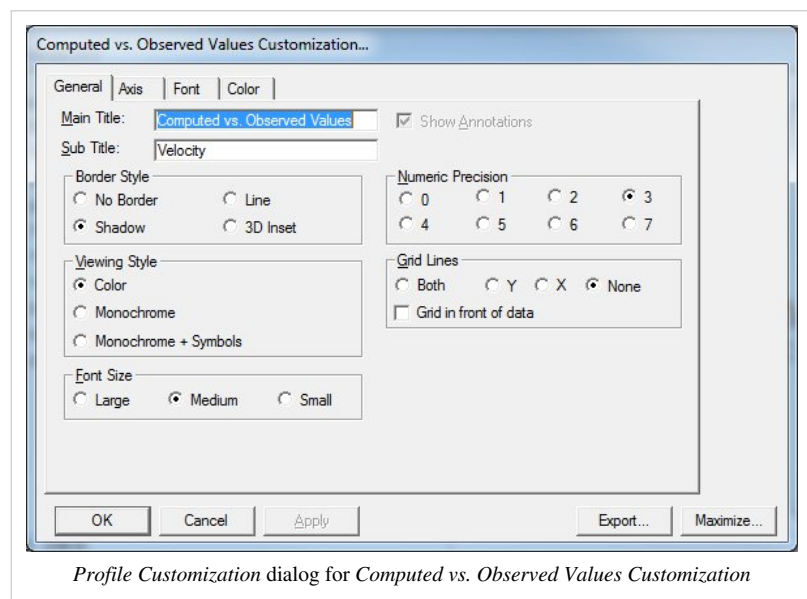 Computed vs. Observed Values Customization...
General Axis Font Color
Main Title: Computed vs. Observed Values Show Annotations
Sub Title: Velocity
Border Style
No Border Line
Shadow 3D Inset
Numeric Precision
0 1 2 3
4 5 6 7
Viewing Style
Color
Monochrome
Monochrome + Symbols
Grid Lines
Both Y X None
Grid in front of data
Font Size
Large Medium Small
OK Cancel Apply Export... Maximize...
Profile Customization dialog for Computed vs. Observed Values Customization